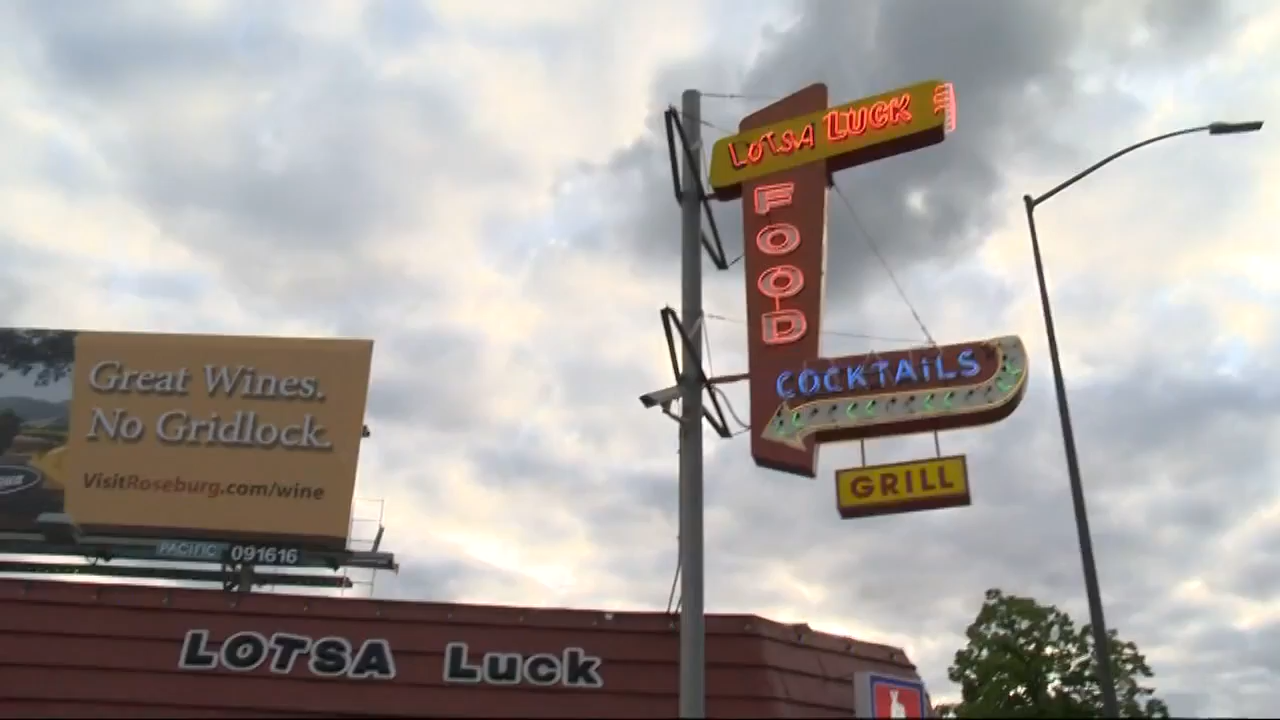 LOTSA LUCK
FOOD
COCKTAiLS
GRILL
Great Wines.
No Gridlock.
VisitRoseburg.com/wine
PACIFIC 091616
LOTSA Luck